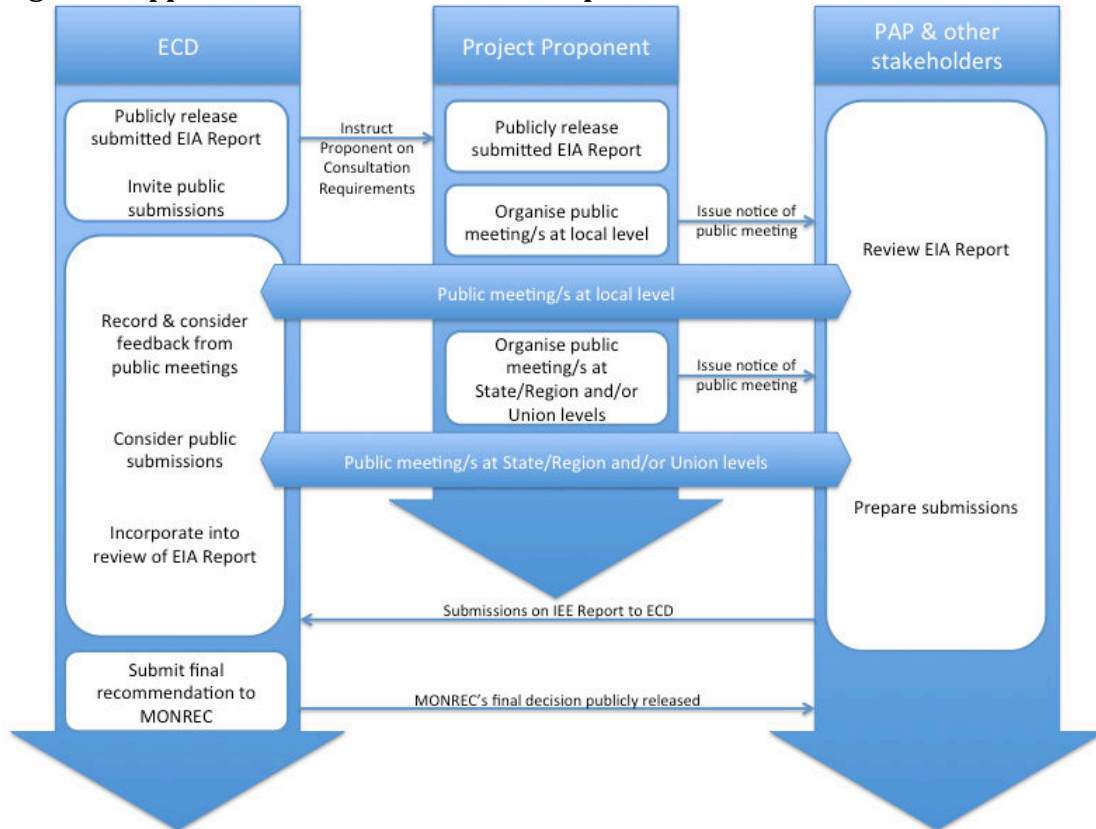 ECD
Project Proponent
PAP & other
stakeholders
Publicly release
submitted EIA Report
Invite public
submissions
Instruct
Proponent on
Consultation
Requirements
Publicly release
submitted EIA Report
Organise public
meeting/s at local level
Issue notice of
public meeting
Review EIA Report
Public meeting/s at local level
Record & consider
feedback from
public meetings
Organise public
meeting/s at
State/Region and/or
Union levels
Issue notice of
public meeting
Consider public
submissions
Public meeting/s at State/Region and/or Union levels
Incorporate into
review of EIA Report
Prepare submissions
Submissions on IEE Report to ECD
Submit final
recommendation to
MONREC
MONREC's final decision publicly released